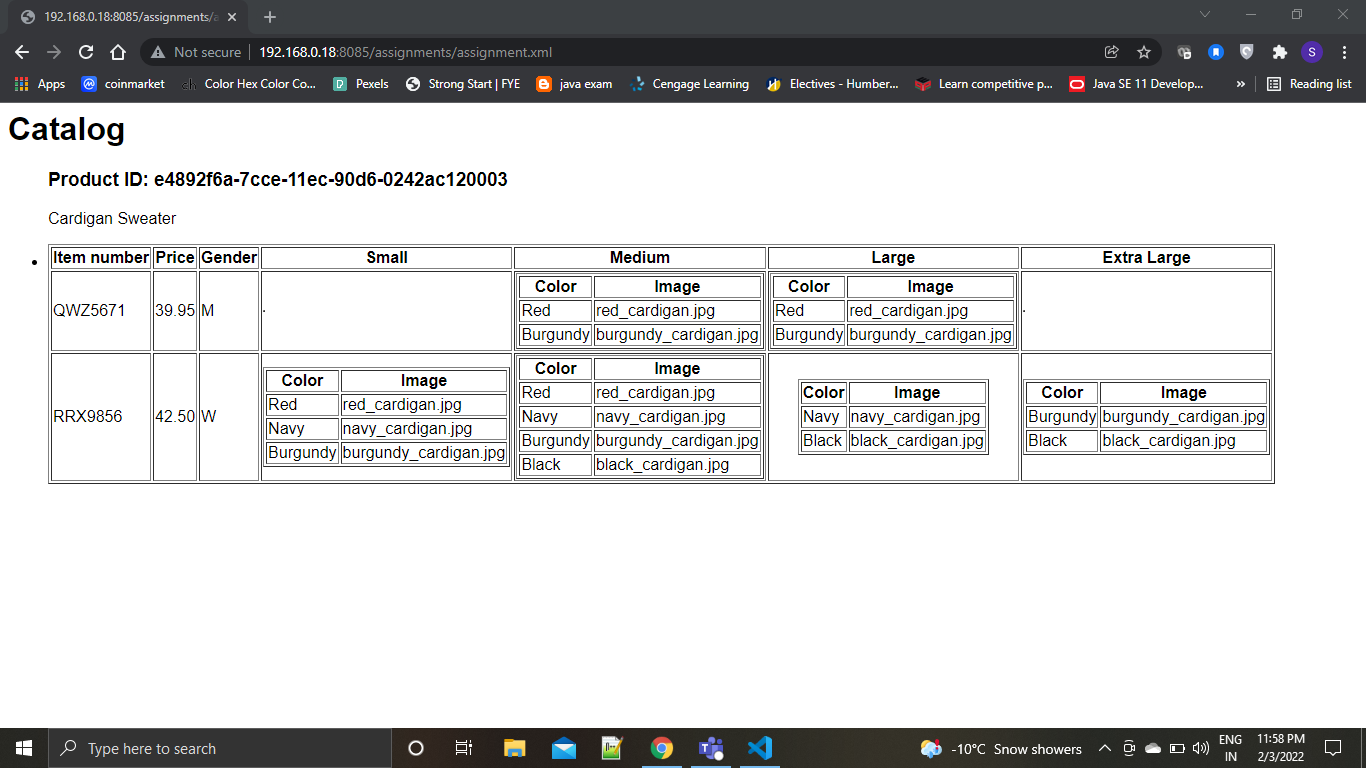 192.168.0.18:8085/assignments/a
Not secure 192.168.0.18:8085/assignments/assignment.xml
S
Apps coinmarket ch Color Hex Color Co... Pexels Strong Start | FYE java exam Cengage Learning Electives - Humber... Learn competitive p... Java SE 11 Develop... » Reading list
Catalog
Product ID: e4892f6a-7cce-11ec-90d6-0242ac120003
Cardigan Sweater
Item number Price Gender Small Medium Large Extra Large
QWZ5671 39.95 M .
Color Image
Red red_cardigan.jpg
Burgundy burgundy_cardigan.jpg
Color Image
Red red_cardigan.jpg
Burgundy burgundy_cardigan.jpg
.
RRX9856 42.50 W
Color Image
Red red_cardigan.jpg
Navy navy_cardigan.jpg
Burgundy burgundy_cardigan.jpg
Color Image
Red red_cardigan.jpg
Navy navy_cardigan.jpg
Burgundy burgundy_cardigan.jpg
Black black_cardigan.jpg
Color Image
Navy navy_cardigan.jpg
Black black_cardigan.jpg
Color Image
Burgundy burgundy_cardigan.jpg
Black black_cardigan.jpg
Type here to search
-10°C Snow showers
ENG
IN
11:58 PM
2/3/2022